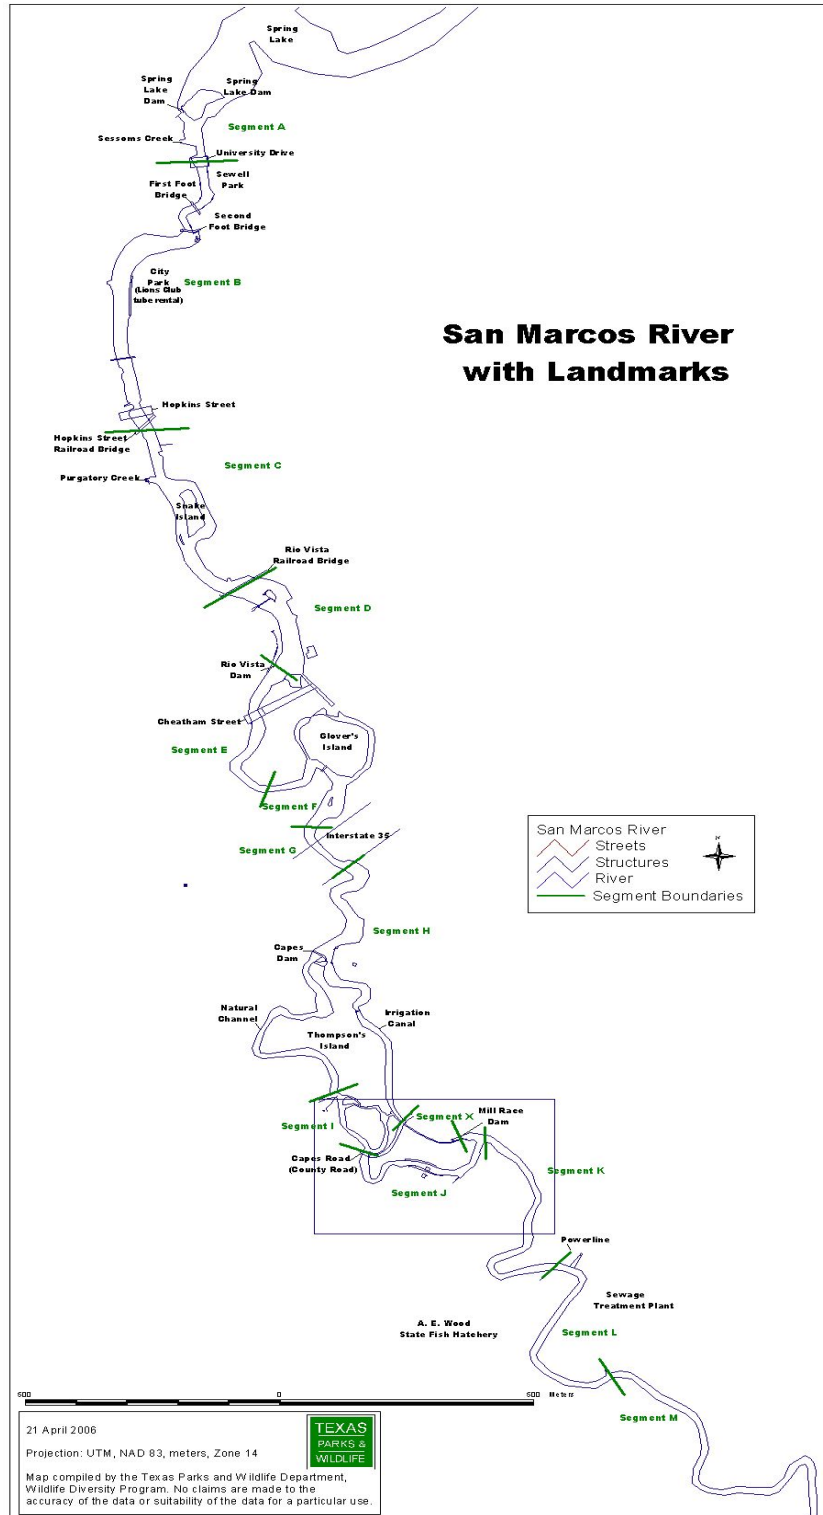 Spring
Lake
Spring
Lake
Dam
Spring
Lake Dam
Segment A
Sessoms Creek
University Drive
Sewell
Park
First Foot
Bridge
Second
Foot Bridge
City
Park
(Lions Club
tube rental)
Segment B
San Marcos River
with Landmarks
Hopkins Street
Hopkins Street
Railroad Bridge
Segment C
Purgatory Creek
Snake
Island
Rio Vista
Railroad Bridge
Segment D
Rio Vista
Dam
Cheatham Street
Glover's
Island
Segment E
Segment F
Interstate 35
Segment G
San Marcos River
Streets
Structures
River
Segment Boundaries
N
Segment H
Capes
Dam
Natural
Channel
Irrigation
Canal
Thompson's
Island
Segment I
Segment X
Mill Race
Dam
Capes Road
(County Road)
Segment K
Segment J
Powerline
Sewage
Treatment Plant
A. E. Wood
State Fish Hatchery
Segment L
600 0 600 Meters
Segment M
21 April 2006
Projection: UTM, NAD 83, meters, Zone 14
TEXAS
PARKS &
WILDLIFE
Map compiled by the Texas Parks and Wildlife Department,
Wildlife Diversity Program. No claims are made to the
accuracy of the data or suitability of the data for a particular use.